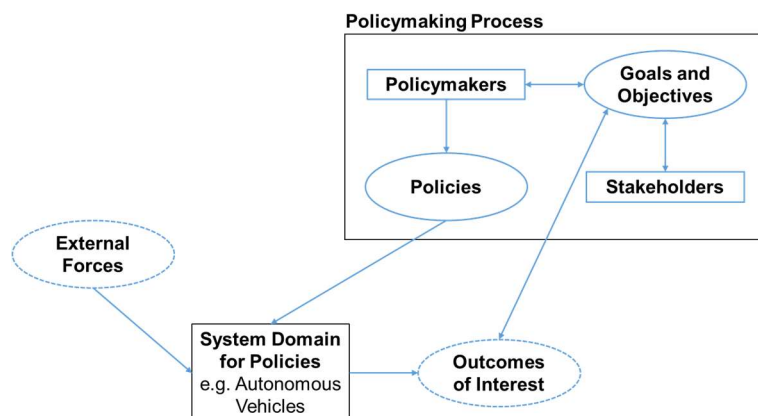 Policymaking Process
Policymakers
Goals and
Objectives
Policies
Stakeholders
External
Forces
System Domain
for Policies
e.g. Autonomous
Vehicles
Outcomes
of Interest